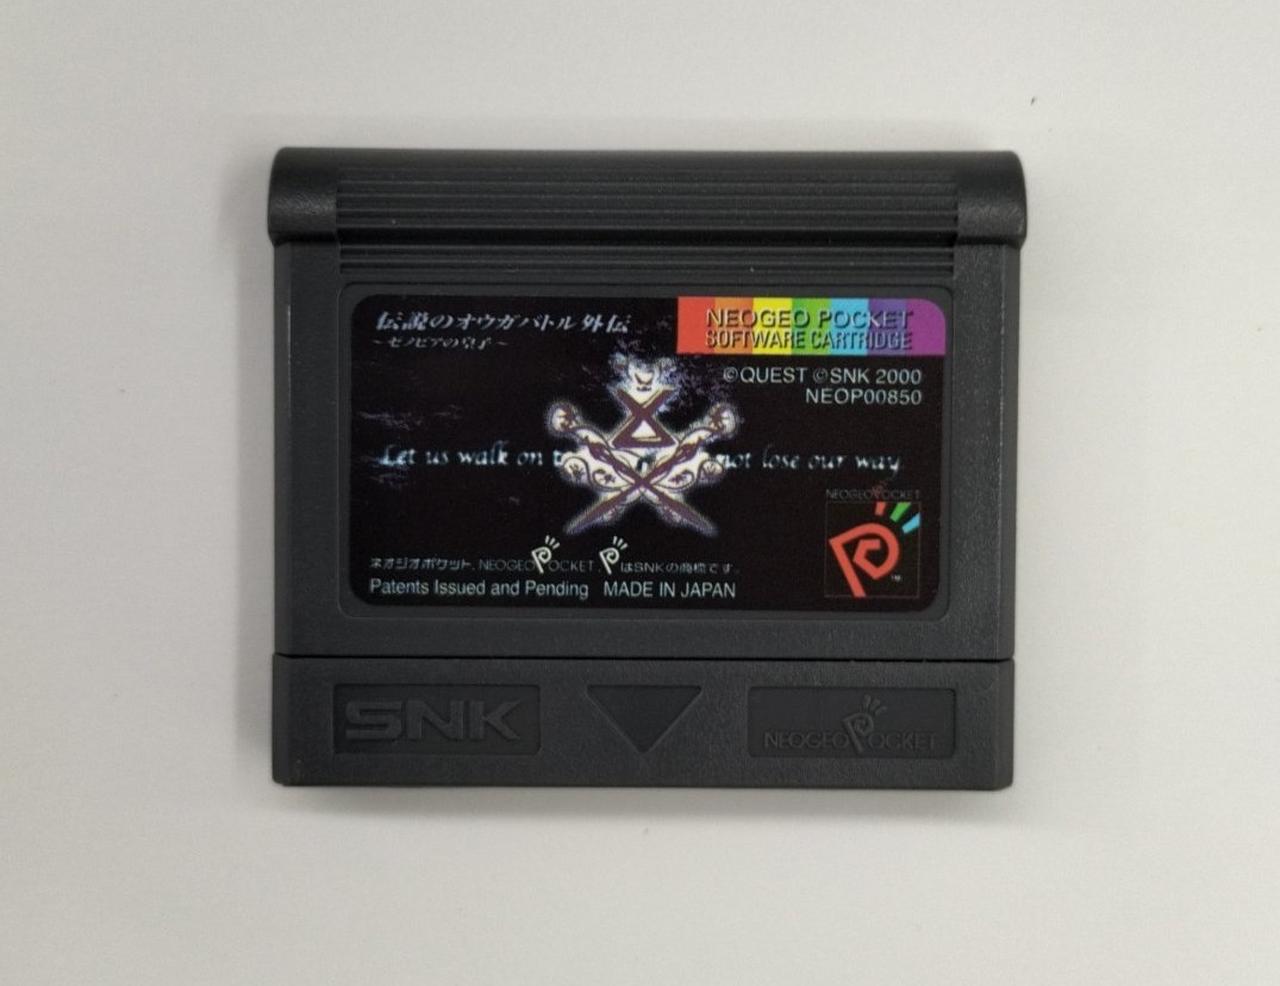 伝説のオウガバトル外伝
~ゼノビアの皇子~
NEOGEO POCKET
SOFTWARE CARTRIDGE
©QUEST ©SNK 2000
NEOP00850
Let us walk on t
not lose our way
NEOGEO POCKET
ネオジオポケット, NEOGEO POCKET, P はSNKの商標です。
Patents Issued and Pending MADE IN JAPAN
TM
SNK
NEOGEO POCKET